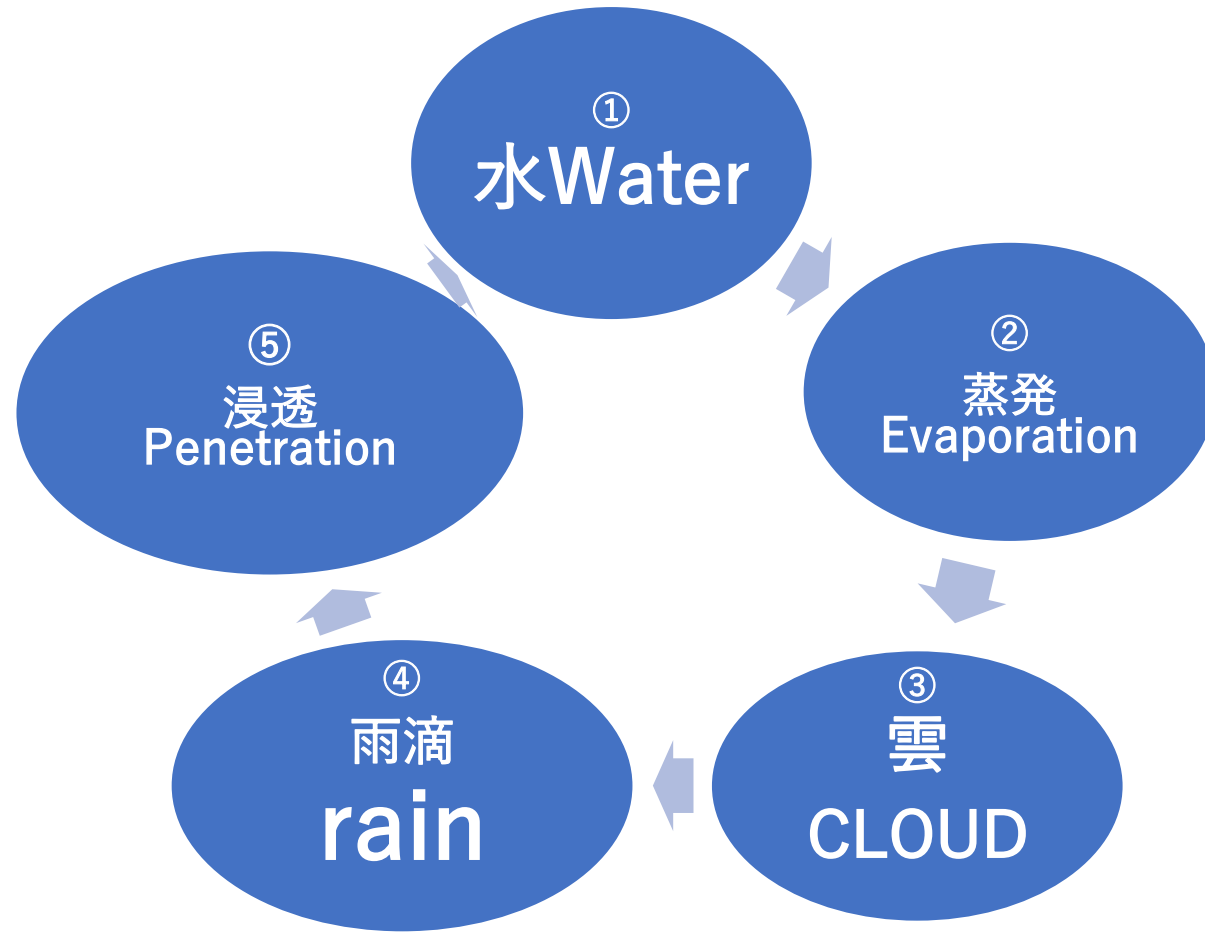 ①
水Water
②
蒸発
Evaporation
③
雲
CLOUD
④
雨滴
rain
⑤
浸透
Penetration